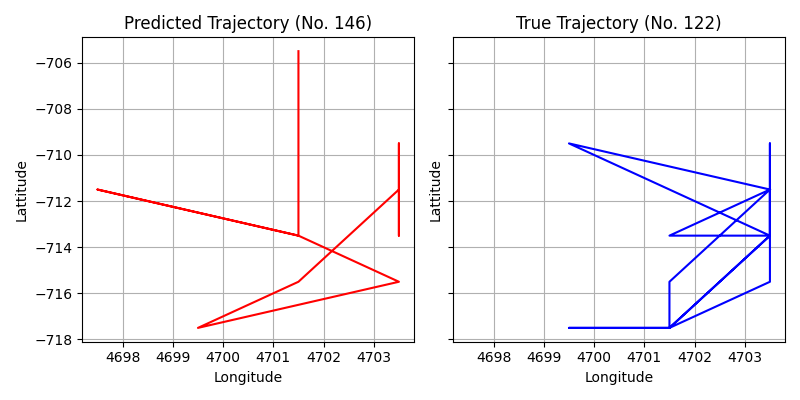 Predicted Trajectory (No. 146)
Lattitude
−706
−708
−710
−712
−714
−716
−718
4698 4699 4700 4701 4702 4703
Longitude
True Trajectory (No. 122)
Lattitude
4698 4699 4700 4701 4702 4703
Longitude